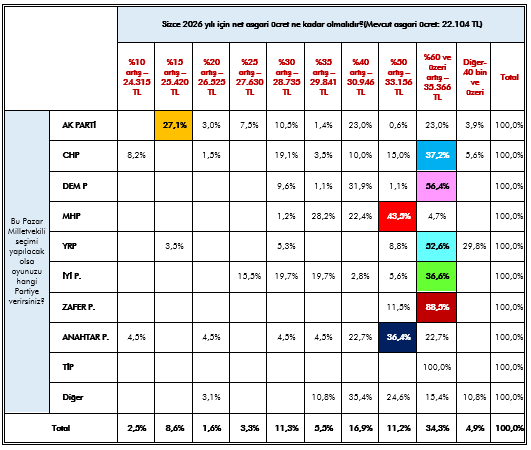 Sizce 2026 yılı için net asgari ücret ne kadar olmalıdır?(Mevcut asgari ücret: 22.104 TL)
%10 artış – 24.315 TL
%15 artış – 25.420 TL
%20 artış – 26.525 TL
%25 artış – 27.630 TL
%30 artış – 28.735 TL
%35 artış – 29.841 TL
%40 artış – 30.946 TL
%50 artış – 33.156 TL
%60 ve üzeri artış – 35.366 TL
Diğer- 40 bin ve üzeri
Total
Bu Pazar Milletvekili seçimi yapılacak olsa oyunuzu hangi Partiye verirsiniz?
AK PARTİ 27,1% 3,0% 7,5% 10,5% 1,4% 23,0% 0,6% 23,0% 3,9% 100,0%
CHP 8,2% 1,5% 19,1% 3,5% 10,0% 15,0% 37,2% 5,6% 100,0%
DEM P 9,6% 1,1% 31,9% 1,1% 56,4% 100,0%
MHP 1,2% 28,2% 22,4% 43,5% 4,7% 100,0%
YRP 3,5% 5,3% 8,8% 52,6% 29,8% 100,0%
İYİ P. 15,5% 19,7% 19,7% 2,8% 5,6% 36,6% 100,0%
ZAFER P. 11,5% 88,5% 100,0%
ANAHTAR P. 4,5% 4,5% 4,5% 4,5% 22,7% 36,4% 22,7% 100,0%
TİP 100,0% 100,0%
Diğer 3,1% 10,8% 35,4% 24,6% 15,4% 10,8% 100,0%
Total 2,5% 8,6% 1,6% 3,3% 11,3% 5,5% 16,9% 11,2% 34,3% 4,9% 100,0%